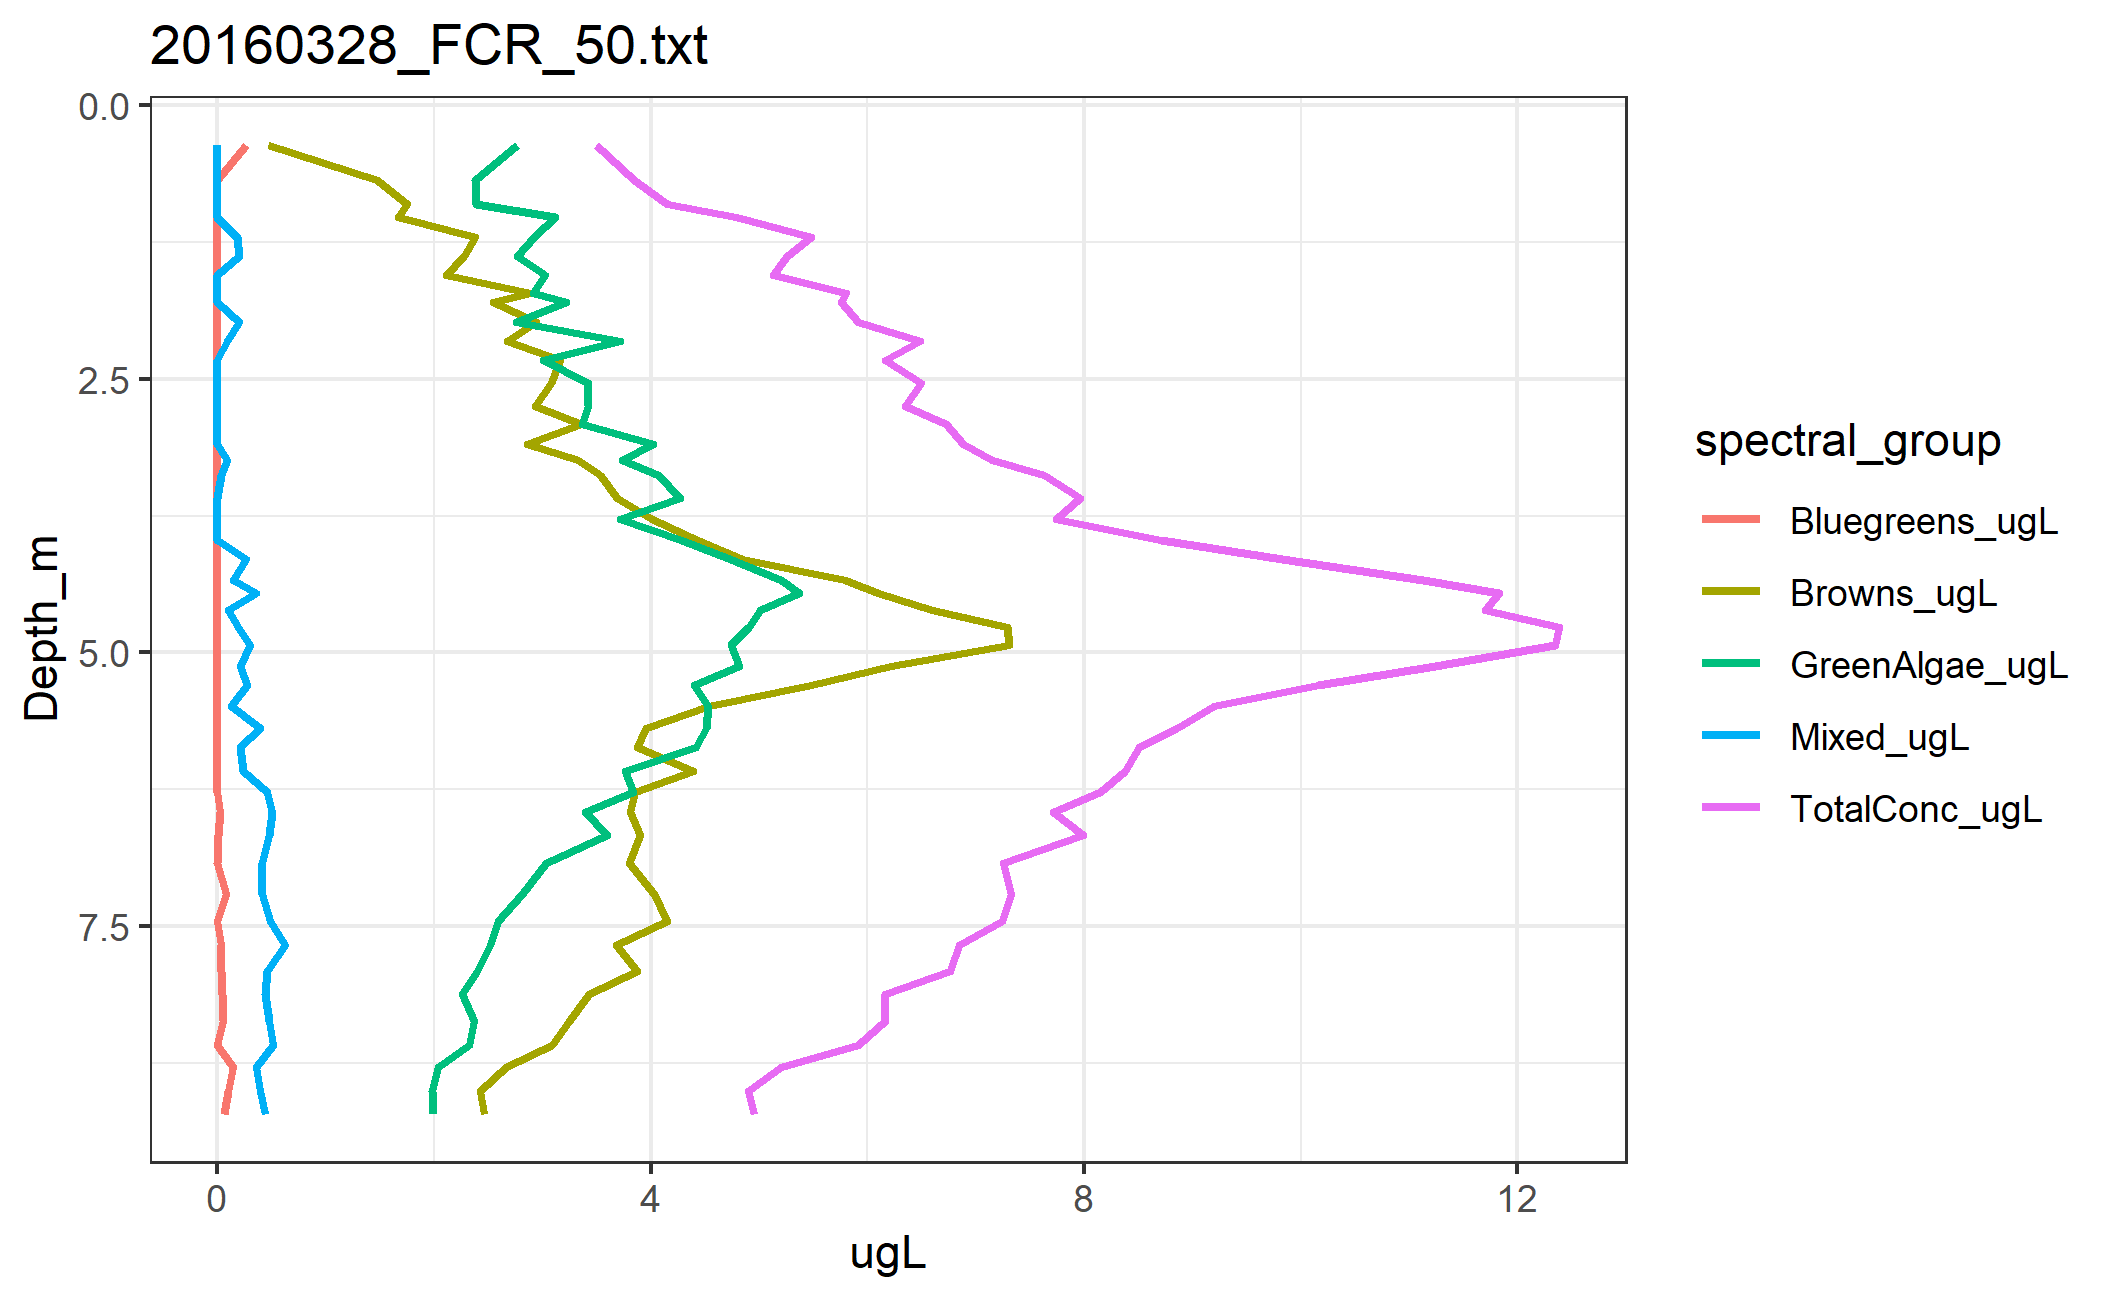 20160328_FCR_50.txt
0.0
2.5
5.0
7.5
Depth_m
0 4 8 12
ugL
spectral_group
Bluegreens_ugL
Browns_ugL
GreenAlgae_ugL
Mixed_ugL
TotalConc_ugL